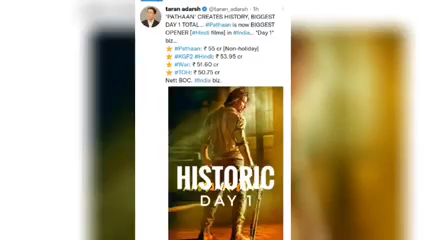 taran adarsh @taran_adarsh · 1h
'PATHAAN' CREATES HISTORY, BIGGEST
DAY 1 TOTAL... #Pathaan is now BIGGEST
OPENER [#Hindi films] in #India... *Day 1*
biz...
#Pathaan: ₹ 55 cr [Non-holiday]
#KGF2 #Hindi: ₹ 53.95 cr
#War: ₹ 51.60 cr
#TOH: ₹ 50.75 cr
Nett BOC. #India biz.
HISTORIC
DAY 1